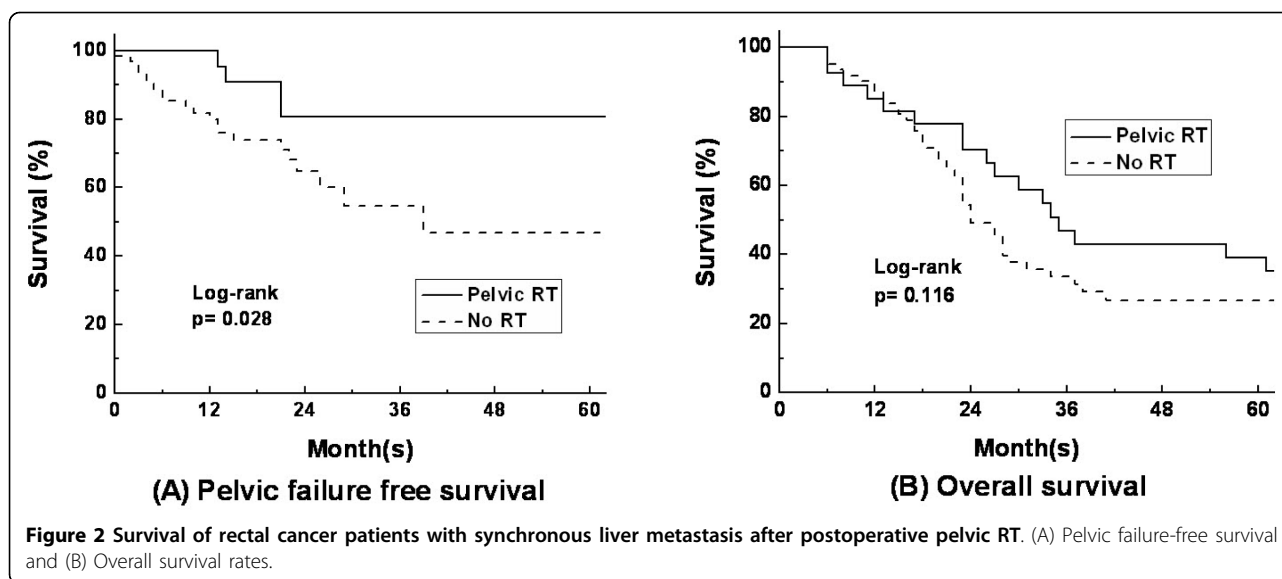 100
80
60
40
20
0
Survival (%)
Log-rank
p= 0.028
Pelvic RT
No RT
0 12 24 36 48 60
Month(s)
(A) Pelvic failure free survival
100
80
60
40
20
0
Survival (%)
Pelvic RT
No RT
Log-rank
p= 0.116
0 12 24 36 48 60
Month(s)
(B) Overall survival
Figure 2 Survival of rectal cancer patients with synchronous liver metastasis after postoperative pelvic RT. (A) Pelvic failure-free survival
and (B) Overall survival rates.